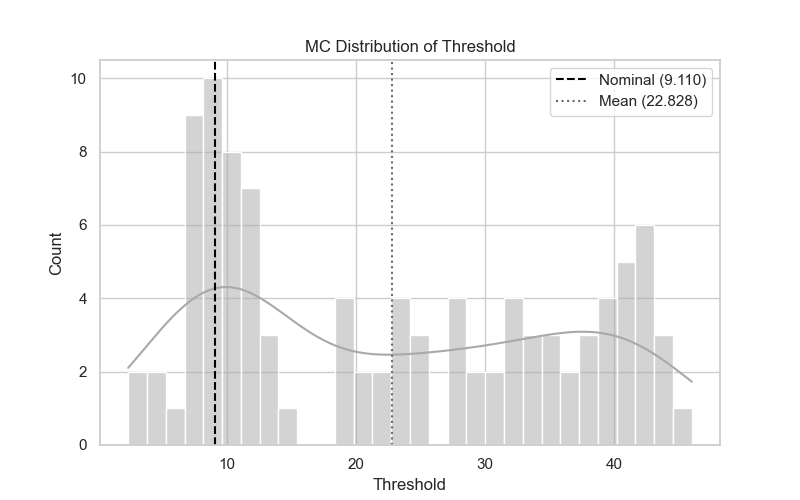 MC Distribution of Threshold
Nominal (9.110)
Mean (22.828)
10
8
6
4
2
0
Count
10
20
30
40
Threshold